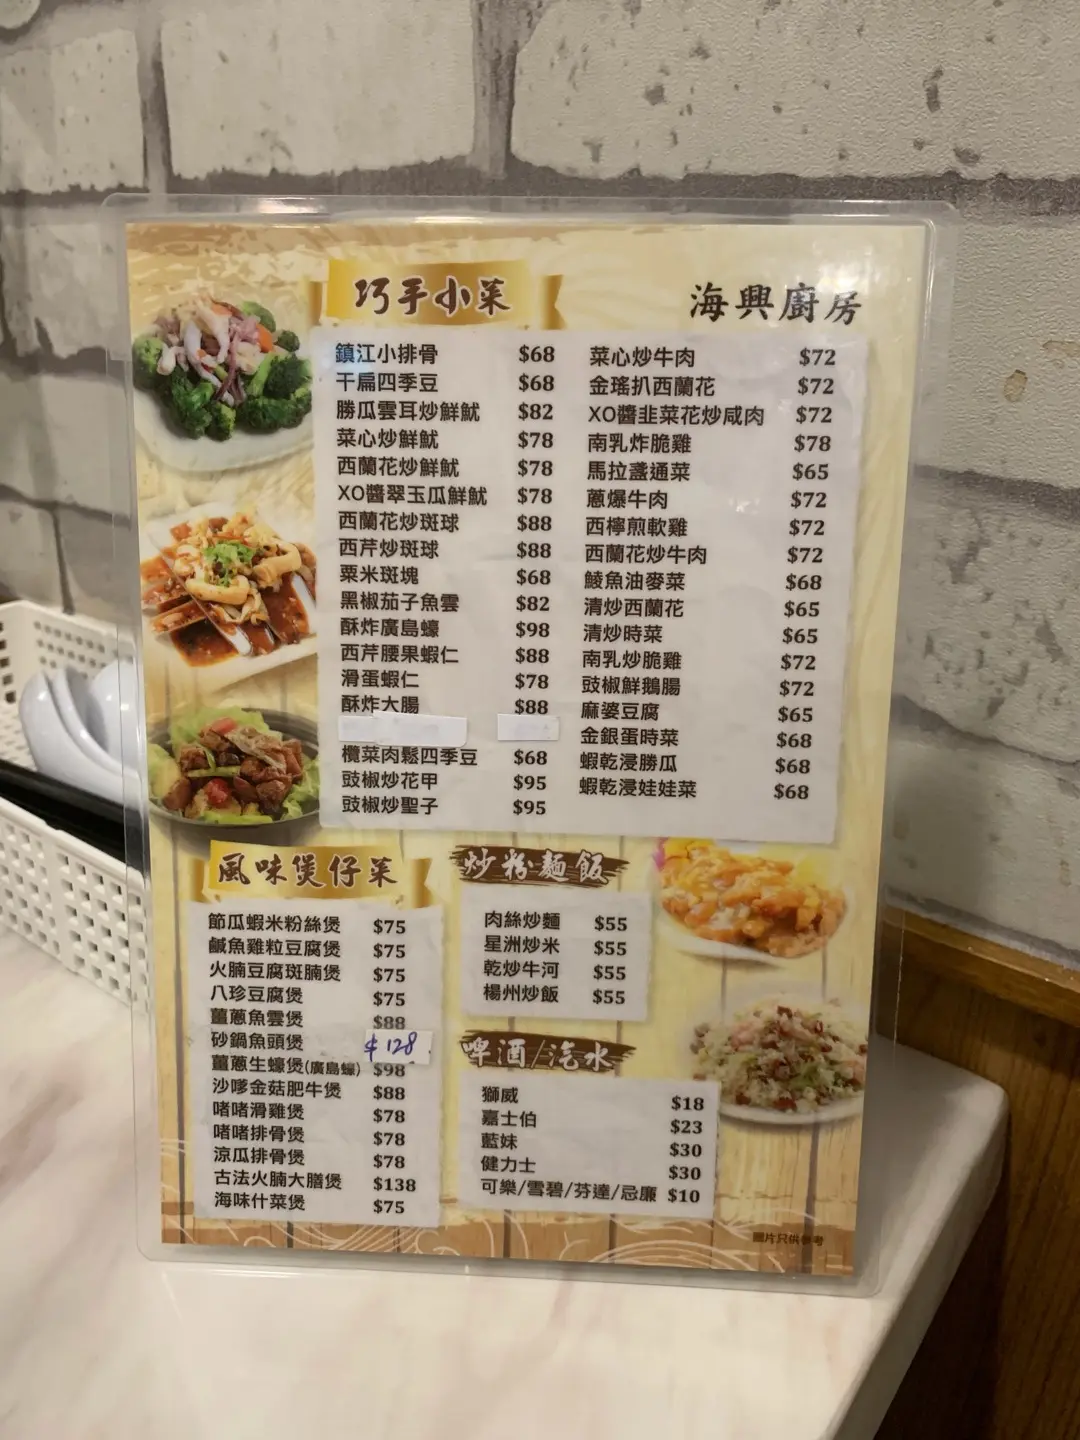 巧手小菜
海興廚房
鎮江小排骨 $68
干扁四季豆 $68
勝瓜雲耳炒鮮魷 $82
菜心炒鮮魷 $78
西蘭花炒鮮魷 $78
XO醬翠玉瓜鮮魷 $78
西蘭花炒斑球 $88
西芹炒斑球 $88
粟米斑塊 $68
黑椒茄子魚雲 $82
酥炸廣島蠔 $98
西芹腰果蝦仁 $88
滑蛋蝦仁 $78
酥炸大腸 $88
欖菜肉鬆四季豆 $68
豉椒炒花甲 $95
豉椒炒聖子 $95
菜心炒牛肉 $72
金瑤扒西蘭花 $72
XO醬韭菜花炒咸肉 $72
南乳炸脆雞 $78
馬拉盞通菜 $65
蔥爆牛肉 $72
西檸煎軟雞 $72
西蘭花炒牛肉 $72
鯪魚油麥菜 $68
清炒西蘭花 $65
清炒時菜 $65
南乳炒脆雞 $72
豉椒鮮鵝腸 $72
麻婆豆腐 $65
金銀蛋時菜 $68
蝦乾浸勝瓜 $68
蝦乾浸娃娃菜 $68
風味煲仔菜
節瓜蝦米粉絲煲 $75
鹹魚雞粒豆腐煲 $75
火腩豆腐斑腩煲 $75
八珍豆腐煲 $75
薑蔥魚雲煲 $88
砂鍋魚頭煲 $128
薑蔥生蠔煲(廣島蠔) $98
沙嗲金菇肥牛煲 $88
啫啫滑雞煲 $78
啫啫排骨煲 $78
涼瓜排骨煲 $78
古法火腩大膳煲 $138
海味什菜煲 $75
炒粉麵飯
肉絲炒麵 $55
星洲炒米 $55
乾炒牛河 $55
楊州炒飯 $55
啤酒/汽水
獅威 $18
嘉士伯 $23
藍妹 $30
健力士 $30
可樂/雪碧/芬達/忌廉 $10
圖片只供參考